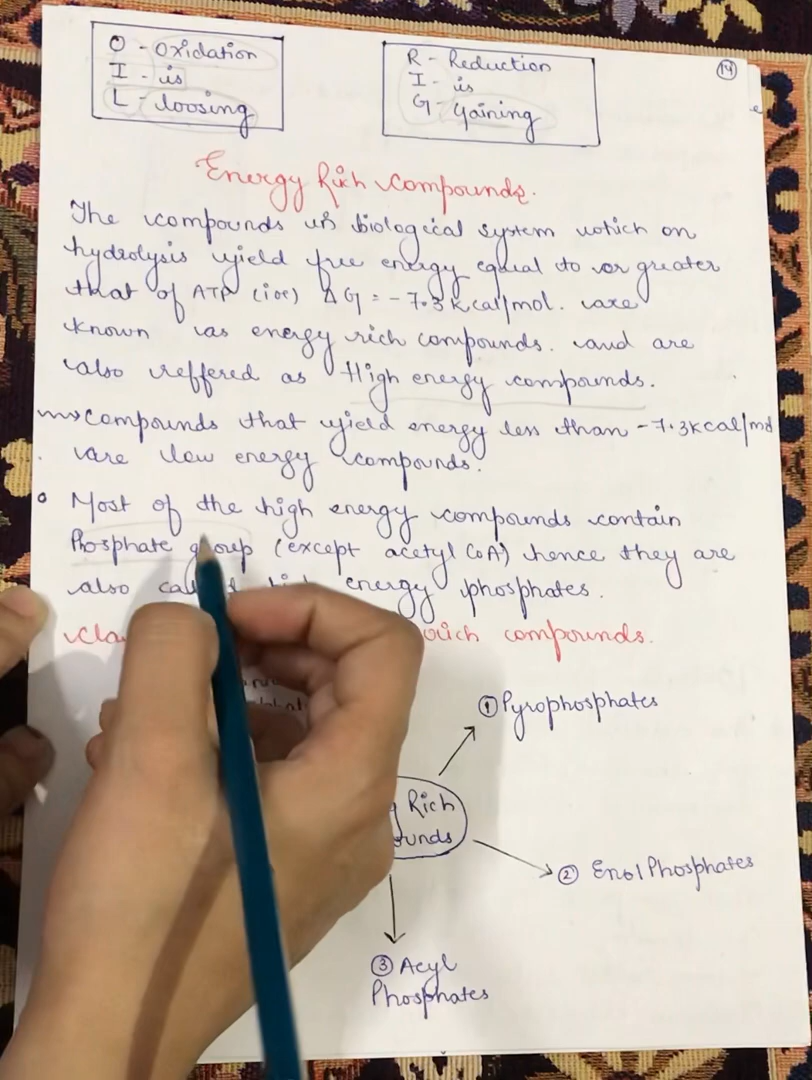 O - Oxidation
I - is
L - loosing
R - Reduction
I - is
G - Gaining
14
Energy Rich Compounds.
The compounds in biological system which on
hydrolysis yield free energy equal to or greater
that of ATP (ioe) ΔG = -7.3 kcal/mol. are
known as energy rich compounds. and are
also reffered as High energy compounds.
compounds that yield energy less than -7.3kcal/mol
are low energy compounds.
Most of the high energy compounds contain
Phosphate group (except acetyl CoA) hence they are
also energy phosphates.
rich compounds.
① Pyrophosphates
Rich
② Enol Phosphates
③ Acyl
Phosphates